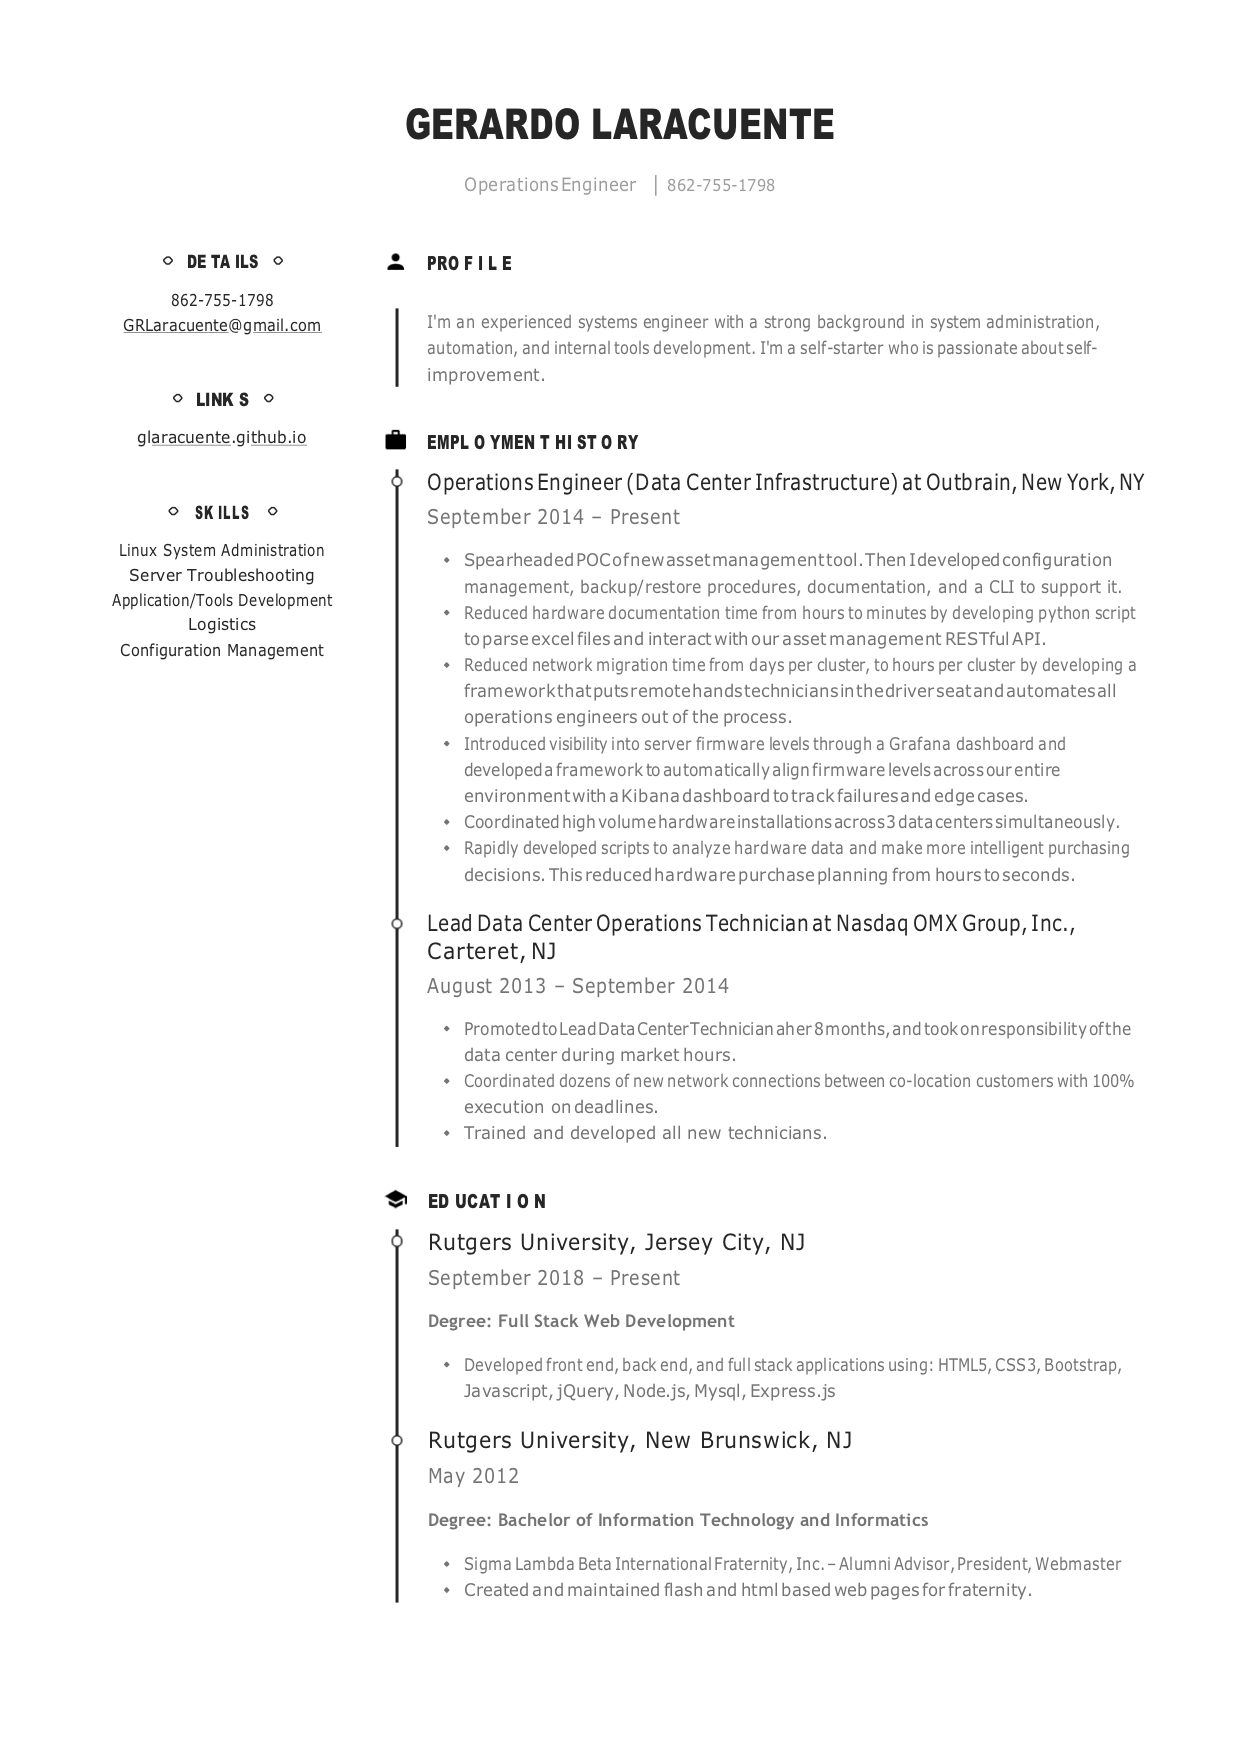 GERARDO LARACUENTE
Operations Engineer | 862-755-1798
DETAILS
862-755-1798
GRLaracuente@gmail.com
LINKS
glaracuente.github.io
SKILLS
Linux System Administration
Server Troubleshooting
Application/Tools Development
Logistics
Configuration Management
PROFILE
I'm an experienced systems engineer with a strong background in system administration,
automation, and internal tools development. I'm a self-starter who is passionate about self-
improvement.
EMPLOYMENT HISTORY
Operations Engineer (Data Center Infrastructure) at Outbrain, New York, NY
September 2014 – Present
• Spearheaded POC of new asset management tool. Then I developed configuration
management, backup/restore procedures, documentation, and a CLI to support it.
• Reduced hardware documentation time from hours to minutes by developing python script
to parse excel files and interact with our asset management RESTful API.
• Reduced network migration time from days per cluster, to hours per cluster by developing a
framework that puts remote hands technicians in the driver seat and automates all
operations engineers out of the process.
• Introduced visibility into server firmware levels through a Grafana dashboard and
developed a framework to automatically align firmware levels across our entire
environment with a Kibana dashboard to track failures and edge cases.
• Coordinated high volume hardware installations across 3 data centers simultaneously.
• Rapidly developed scripts to analyze hardware data and make more intelligent purchasing
decisions. This reduced hardware purchase planning from hours to seconds.
Lead Data Center Operations Technician at Nasdaq OMX Group, Inc.,
Carteret, NJ
August 2013 – September 2014
• Promoted to Lead Data Center Technician aher 8 months, and took on responsibility of the
data center during market hours.
• Coordinated dozens of new network connections between co-location customers with 100%
execution on deadlines.
• Trained and developed all new technicians.
EDUCATION
Rutgers University, Jersey City, NJ
September 2018 – Present
Degree: Full Stack Web Development
• Developed front end, back end, and full stack applications using: HTML5, CSS3, Bootstrap,
Javascript, jQuery, Node.js, Mysql, Express.js
Rutgers University, New Brunswick, NJ
May 2012
Degree: Bachelor of Information Technology and Informatics
• Sigma Lambda Beta International Fraternity, Inc. – Alumni Advisor, President, Webmaster
• Created and maintained flash and html based web pages for fraternity.